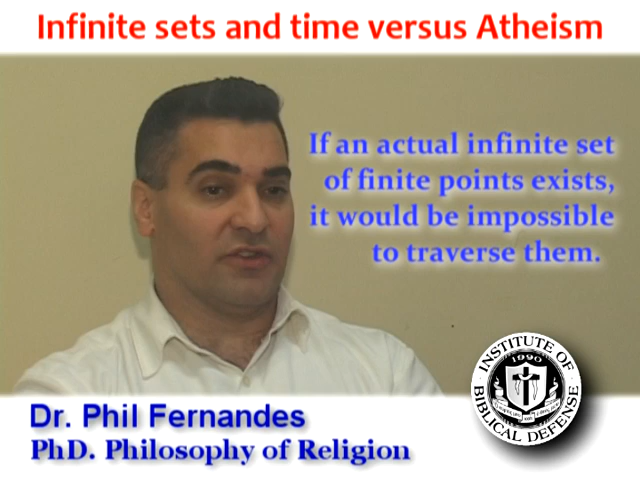 Infinite sets and time versus Atheism
If an actual infinite set
of finite points exists,
it would be impossible
to traverse them.
INSTITUTE OF
1990
BIBLICAL DEFENSE
Dr. Phil Fernandes
PhD. Philosophy of Religion